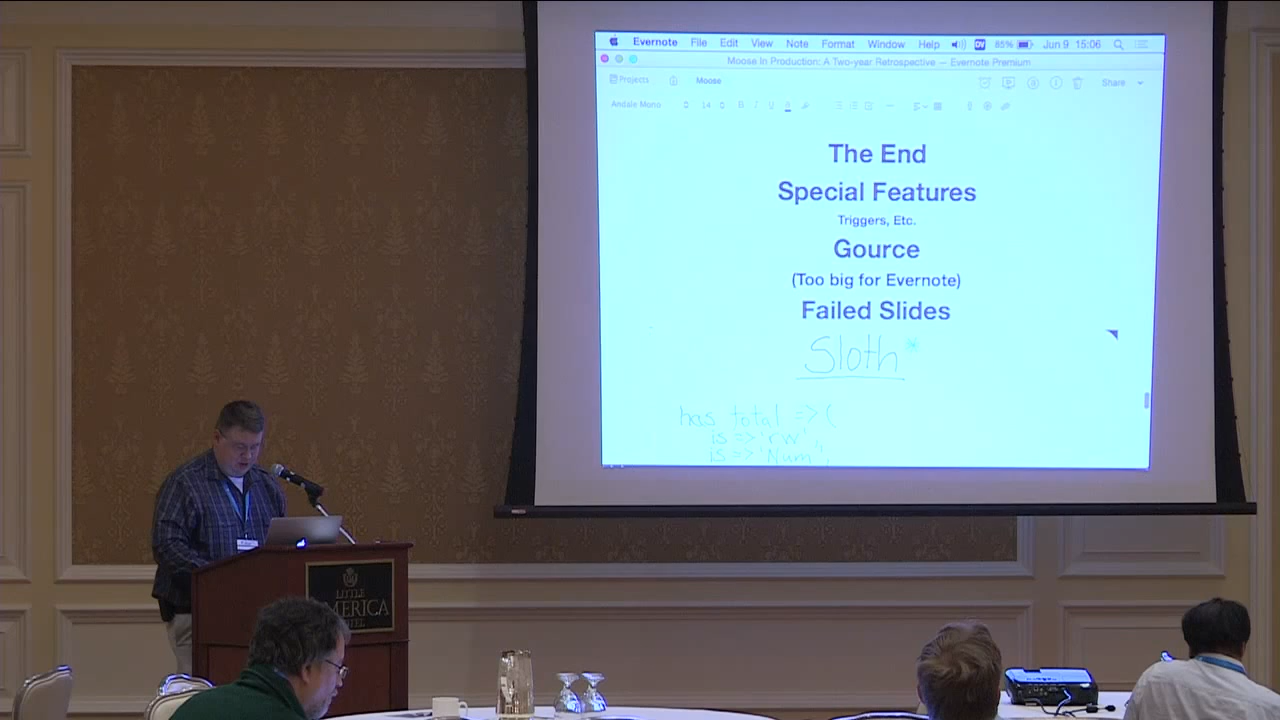 Evernote File Edit View Note Format Window Help 85% Jun 9 15:06
Moose In Production: A Two-year Retrospective — Evernote Premium
Projects Moose Share
Andale Mono 14 B I U
The End
Special Features
Triggers, Etc.
Gource
(Too big for Evernote)
Failed Slides
Sloth *
has total => (
is => 'rw',
is => 'Num',
LITTLE
AMERICA